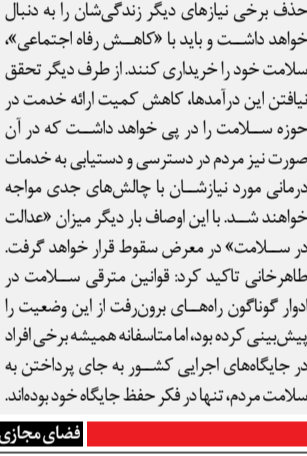 حذف برخی نیازهای دیگر زندگی‌شان را به دنبال
خواهد داشت و باید با «کاهش رفاه اجتماعی»،
سلامت خود را خریداری کنند. از طرف دیگر تحقق
نیافتن این درآمدها، کاهش کمیت ارائه خدمت در
حوزه سلامت را در پی خواهد داشت که در آن
صورت نیز مردم در دسترسی و دستیابی به خدمات
درمانی مورد نیازشان با چالش‌های جدی مواجه
خواهند شد. با این اوصاف بار دیگر میزان «عدالت
در سلامت» در معرض سقوط قرار خواهد گرفت.
طاهرخانی تاکید کرد: قوانین مترقی سلامت در
ادوار گوناگون راه‌های برون‌رفت از این وضعیت را
پیش‌بینی کرده بود، اما متاسفانه همیشه برخی افراد
در جایگاه‌های اجرایی کشور به جای پرداختن به
سلامت مردم، تنها در فکر حفظ جایگاه خود بوده‌اند.
فضای مجازی